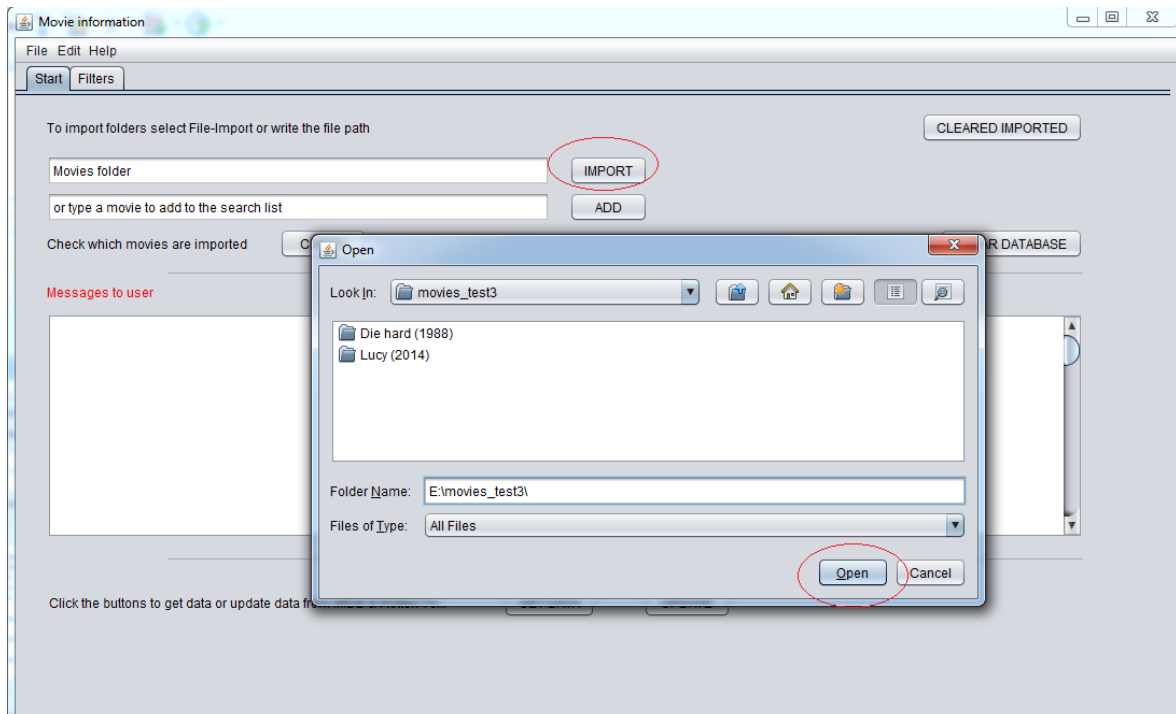 Movie information
File Edit Help
Start Filters
To import folders select File-Import or write the file path
CLEARED IMPORTED
Movies folder
IMPORT
or type a movie to add to the search list
ADD
Check which movies are imported
R DATABASE
Open
Messages to user
Look In: movies_test3
Die hard (1988)
Lucy (2014)
Folder Name: E:\movies_test3\
Files of Type: All Files
Open Cancel
Click the buttons to get data or update data